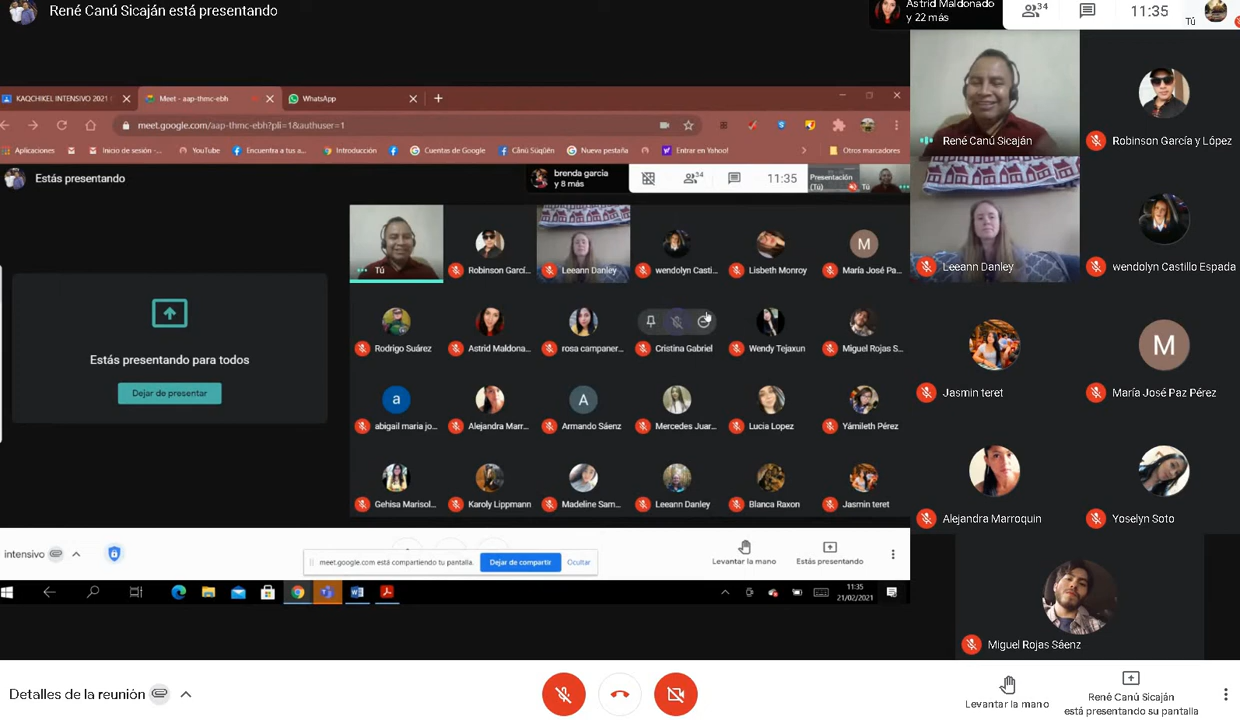 René Canú Sicaján está presentando
Astrid Maldonado
y 22 más
34
11:35
Tú
KAQCHIKEL INTENSIVO 2021
Meet - aap-thmc-ebh
WhatsApp
meet.google.com/aap-thmc-ebh?pli=1&authuser=1
Aplicaciones
Inicio de sesión -...
YouTube
Encuentra a tus a...
Introducción
Cuentas de Google
Cãnü Süqüën
Nueva pestaña
Entrar en Yahoo!
Otros marcadores
Estás presentando
brenda garcia
y 8 más
34
11:35
Presentación
(Tú)
Tú
Tú
Robinson Garcí...
Leeann Danley
wendolyn Casti...
Lisbeth Monroy
M
María José Pa...
Rodrigo Suárez
Astrid Maldona...
rosa campaner...
Cristina Gabriel
Wendy Tejaxun
Miguel Rojas S...
a
abigail maria jo...
Alejandra Marr...
A
Armando Sáenz
Mercedes Juar...
Lucia Lopez
Yámileth Pérez
Gehisa Marisol...
Karoly Lippmann
Madeline Sam...
Leeann Danley
Blanca Raxon
Jasmin teret
Estás presentando para todos
Dejar de presentar
intensivo
meet.google.com está compartiendo tu pantalla.
Dejar de compartir
Ocultar
Levantar la mano
Estás presentando
11:35
21/02/2021
René Canú Sicaján
Robinson García y López
Leeann Danley
wendolyn Castillo Espada
Jasmin teret
M
María José Paz Pérez
Alejandra Marroquin
Yoselyn Soto
Miguel Rojas Sáenz
Detalles de la reunión
Levantar la mano
René Canú Sicaján
está presentando su pantalla